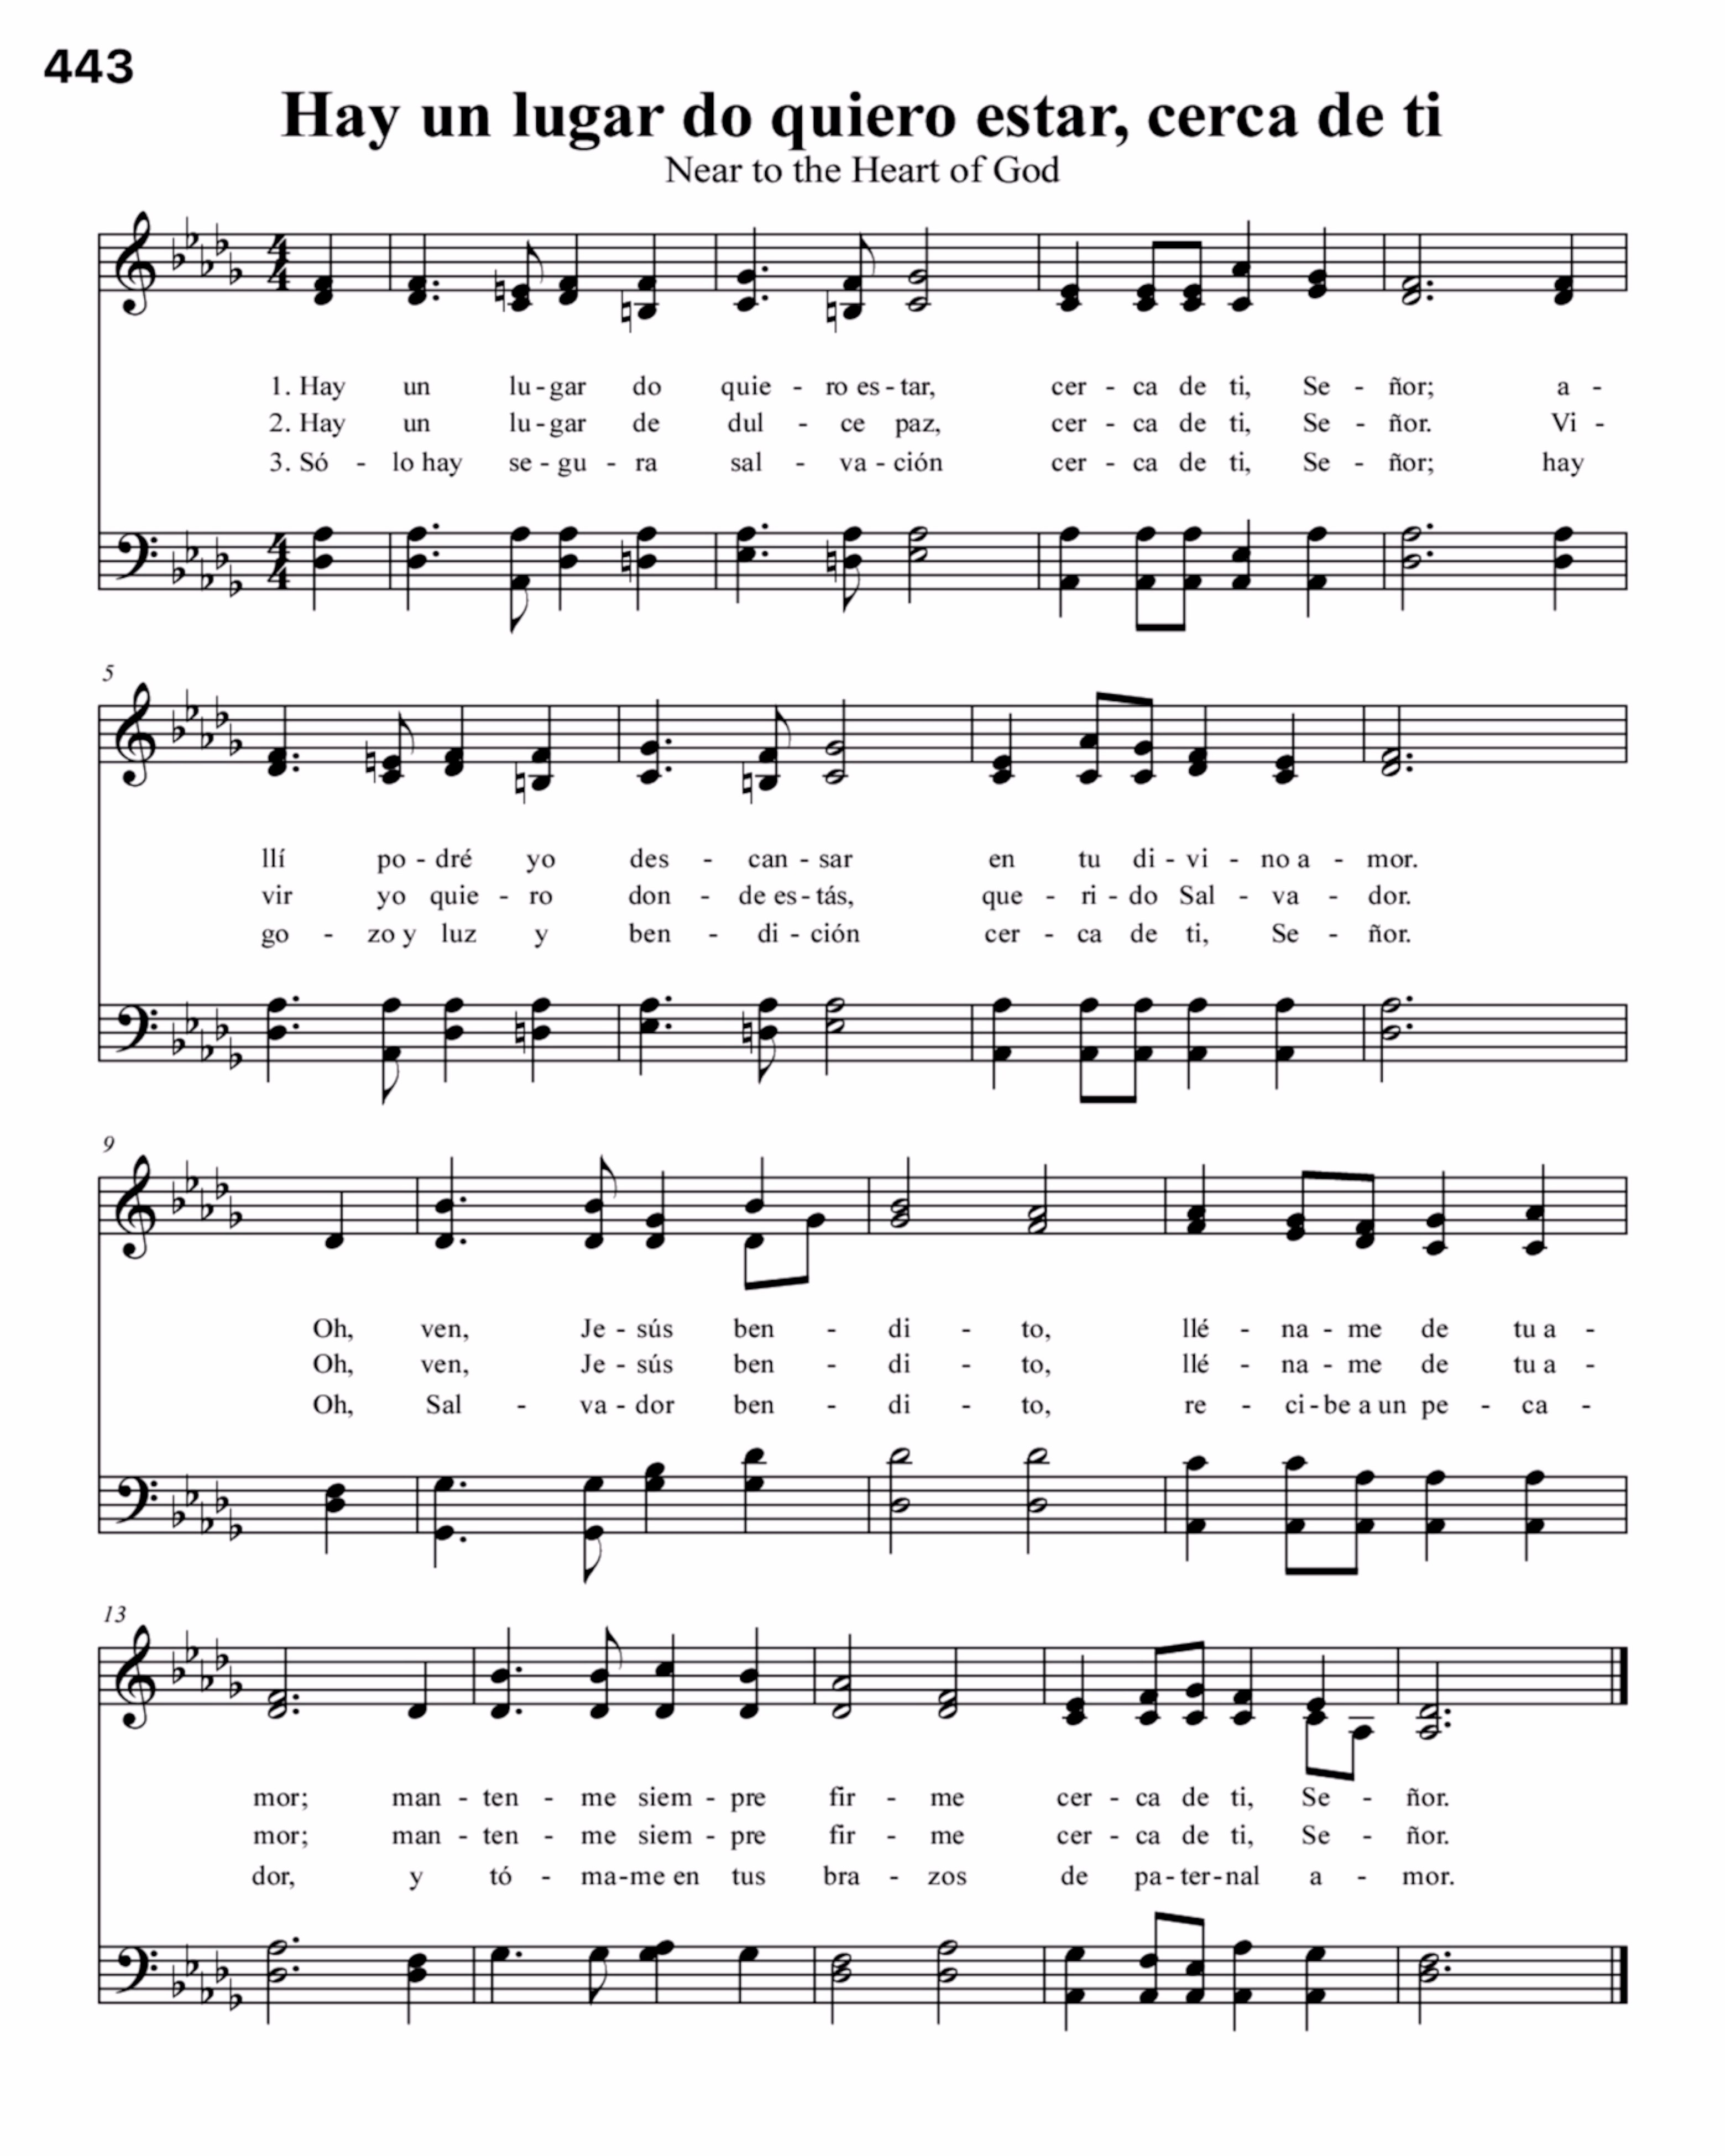 443
Hay un lugar do quiero estar, cerca de ti
Near to the Heart of God
1. Hay un lu - gar do quie - ro es - tar, cer - ca de ti, Se - ñor; a -
2. Hay un lu - gar de dul - ce paz, cer - ca de ti, Se - ñor. Vi -
3. Só - lo hay se - gu - ra sal - va - ción cer - ca de ti, Se - ñor; hay
5
llí po - dré yo des - can - sar en tu di - vi - no a - mor.
vir yo quie - ro don - de es - tás, que - ri - do Sal - va - dor.
go - zo y luz y ben - di - ción cer - ca de ti, Se - ñor.
9
Oh, ven, Je - sús ben - di - to, llé - na - me de tu a -
Oh, ven, Je - sús ben - di - to, llé - na - me de tu a -
Oh, Sal - va - dor ben - di - to, re - ci - be a un pe - ca -
13
mor; man - ten - me siem - pre fir - me cer - ca de ti, Se - ñor.
mor; man - ten - me siem - pre fir - me cer - ca de ti, Se - ñor.
dor, y tó - ma - me en tus bra - zos de pa - ter - nal a - mor.